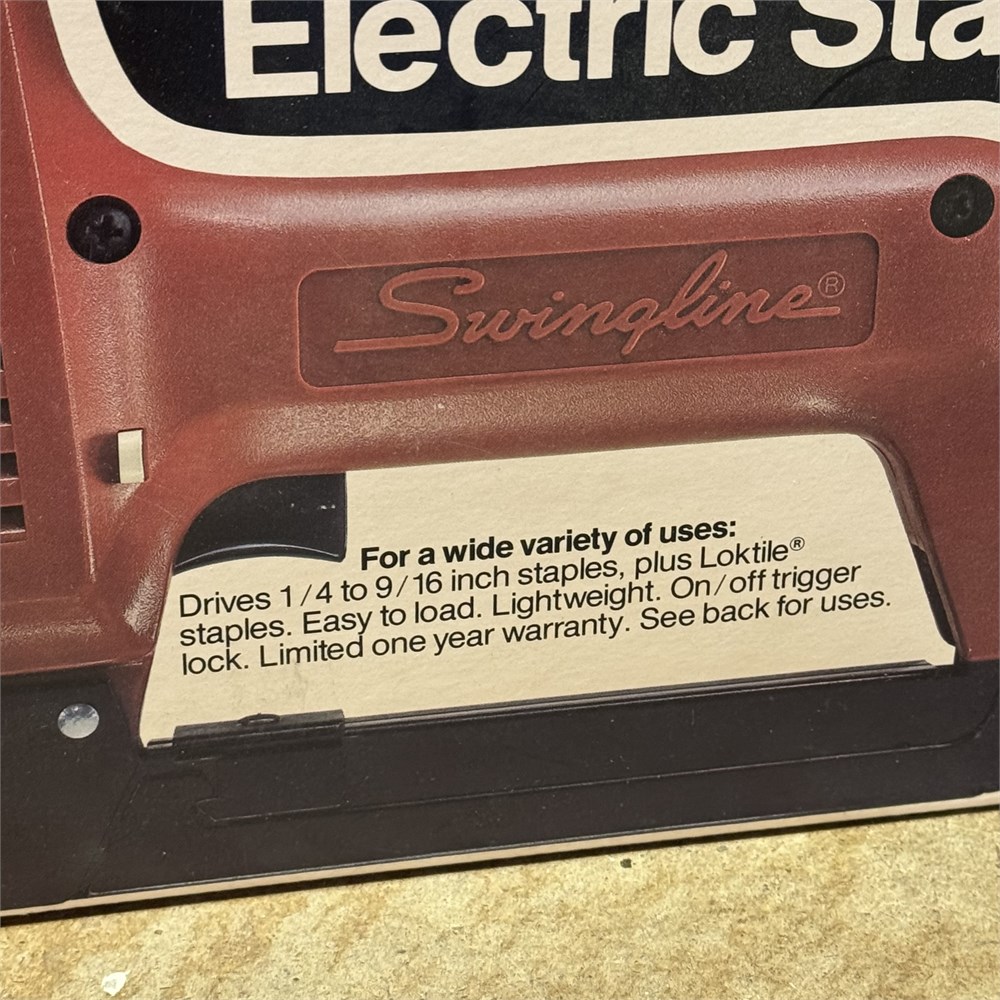 Electric Sta
Swingline®
For a wide variety of uses:
Drives 1/4 to 9/16 inch staples, plus Loktile®
staples. Easy to load. Lightweight. On/off trigger
lock. Limited one year warranty. See back for uses.